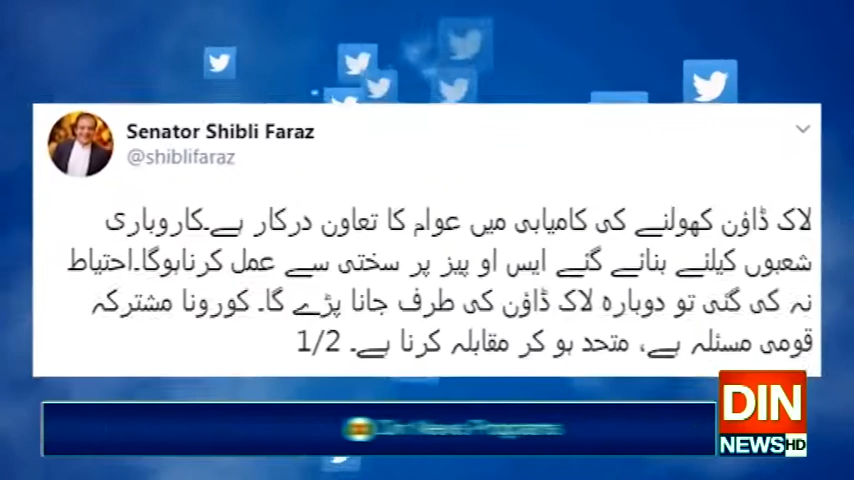 Senator Shibli Faraz
@shiblifaraz
لاک ڈاؤن کھولنے کی کامیابی میں عوام کا تعاون درکار ہے۔کاروباری
شعبوں کیلئے بنائے گئے ایس او پیز پر سختی سے عمل کرناہوگا۔احتیاط
نہ کی گئی تو دوبارہ لاک ڈاؤن کی طرف جانا پڑے گا۔ کورونا مشترکہ
قومی مسئلہ ہے، متحد ہو کر مقابلہ کرنا ہے۔ 1/2
DIN
NEWS HD